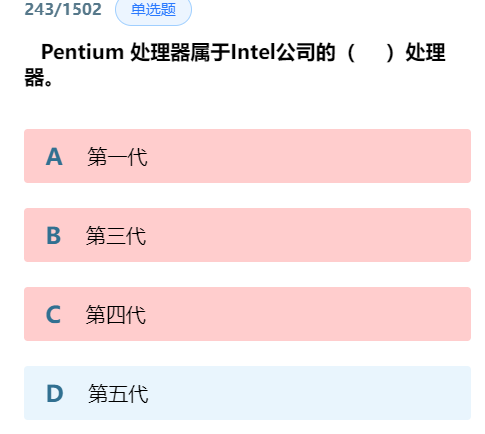 243/1502 单选题
Pentium 处理器属于Intel公司的（ ）处理
器。
A 第一代
B 第三代
C 第四代
D 第五代